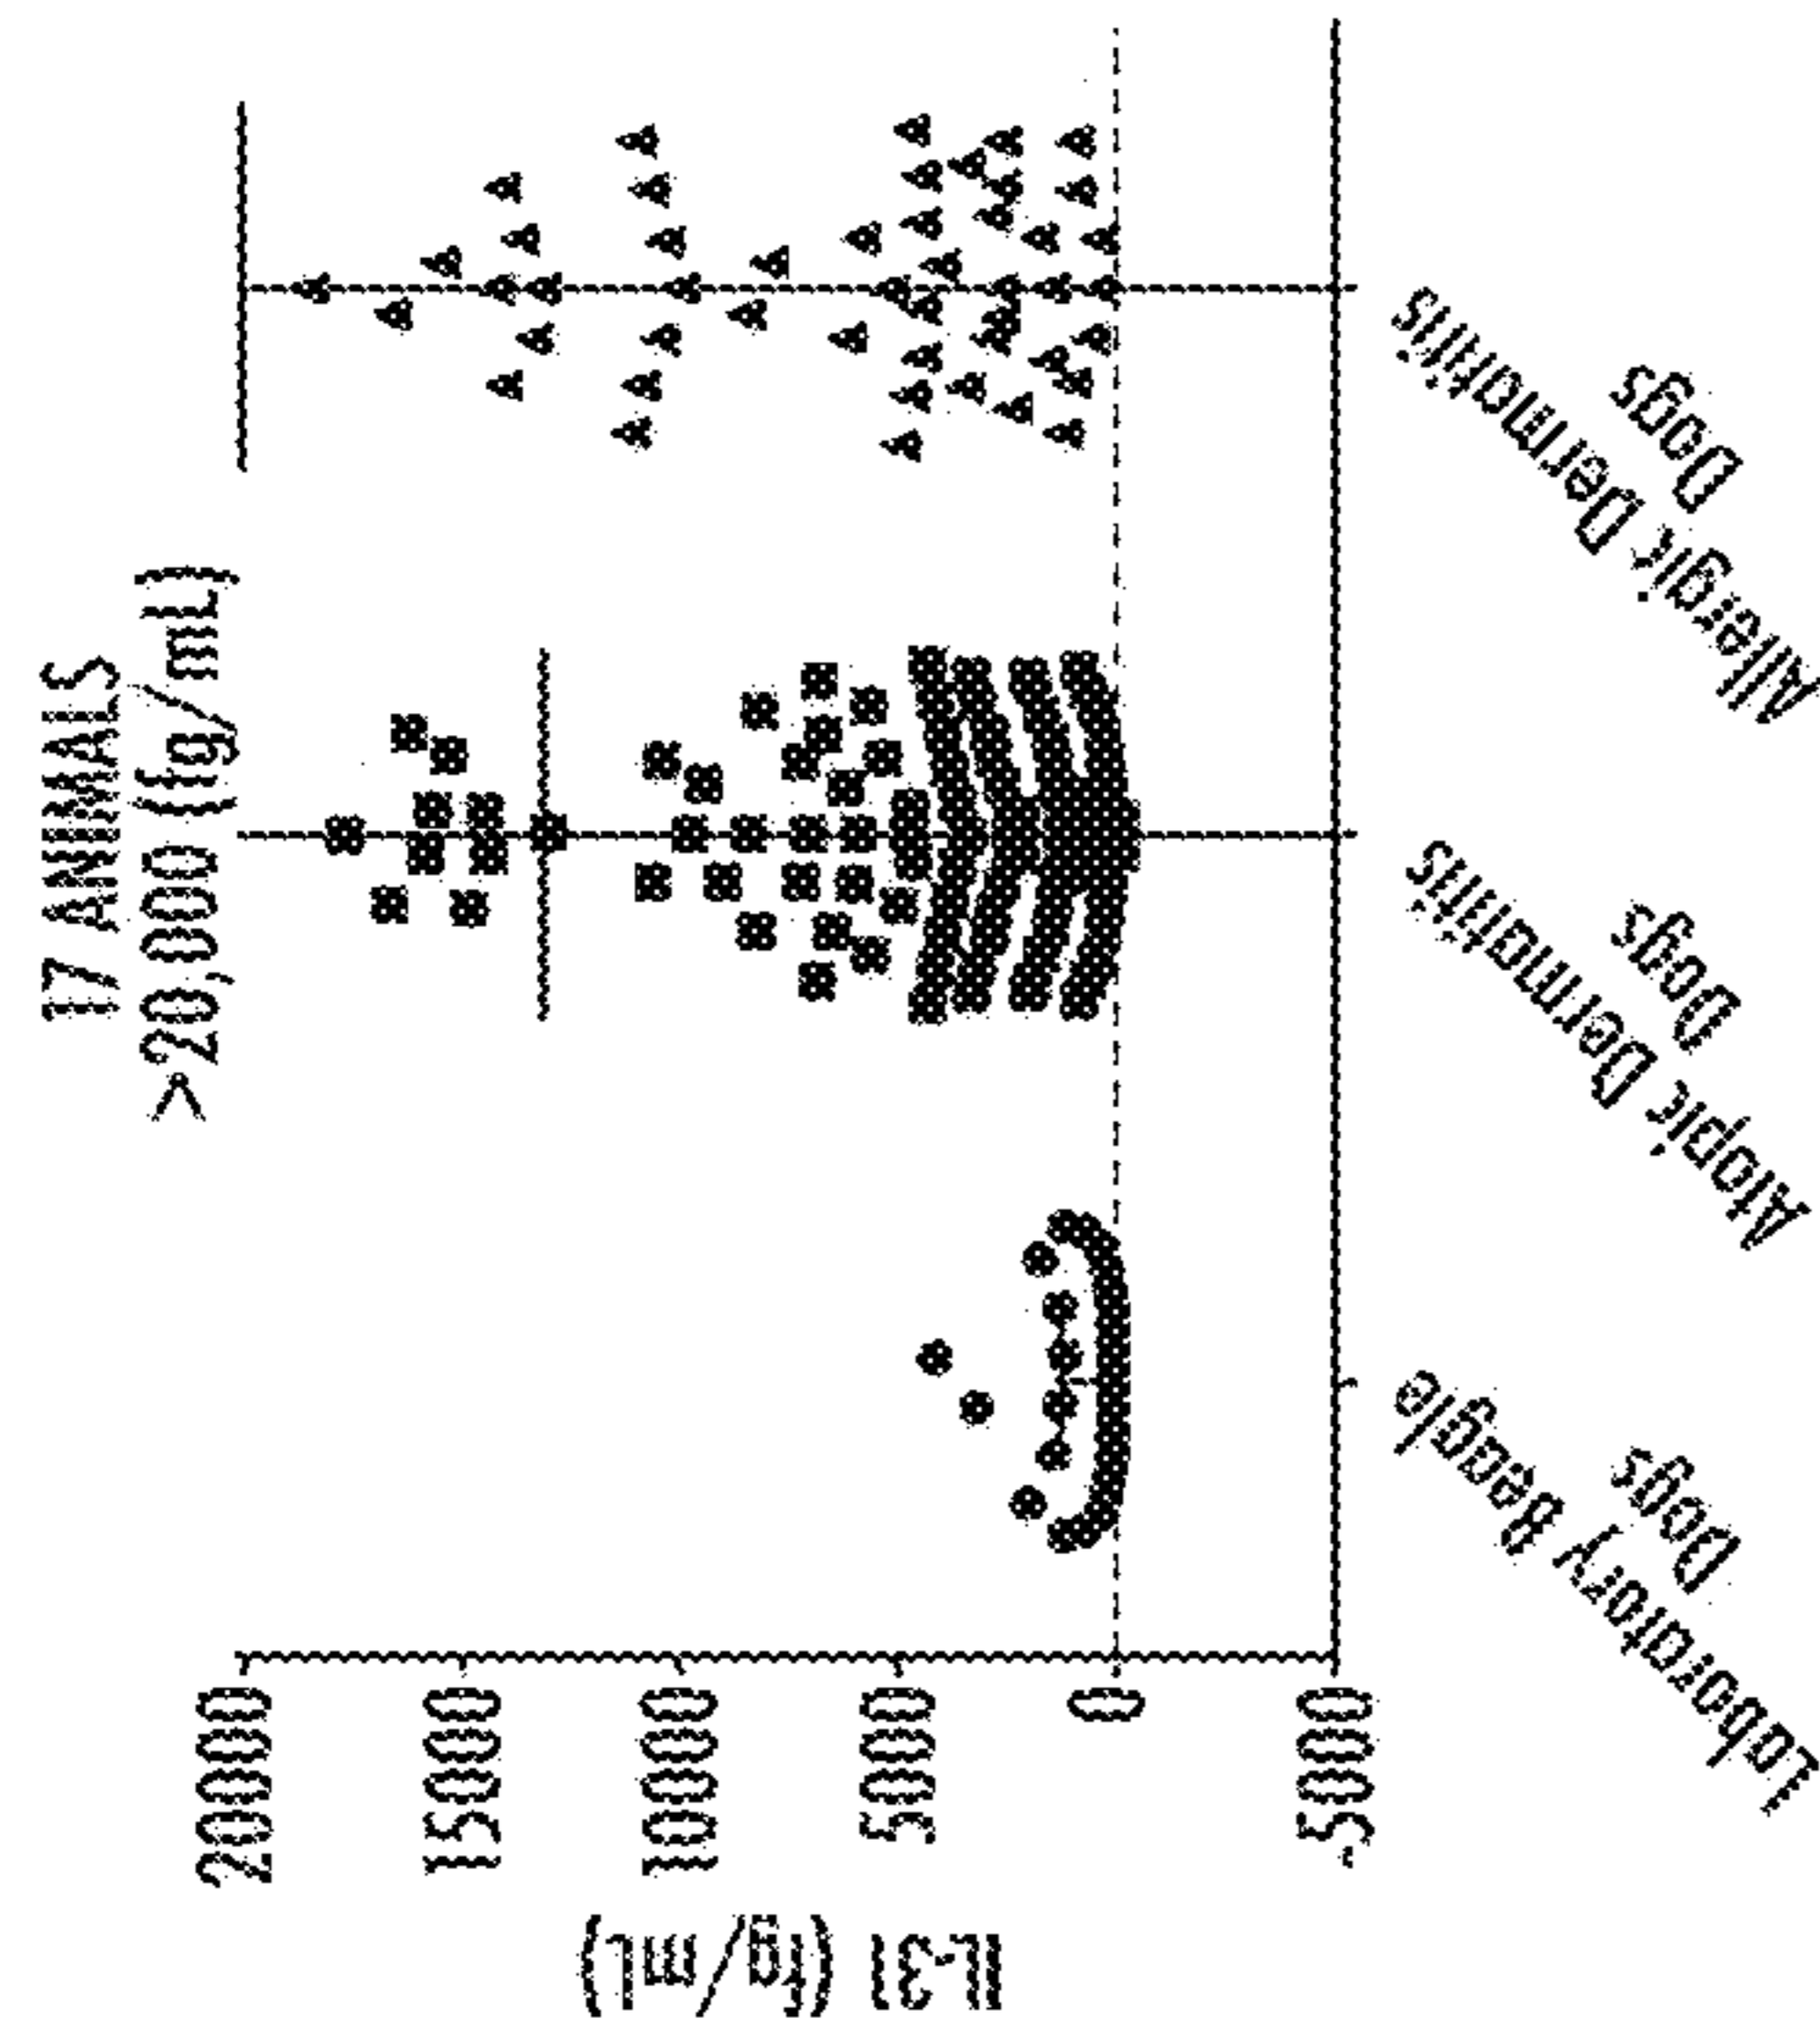 17 ANIMALS
>20,000 (fg/mL)
IL-31 (fg/mL)
20000
15000
10000
5000
0
-5000
Laboratory Beagle
Dogs
Atopic Dermatitis
Dogs
Allergic Dermatitis
Dogs